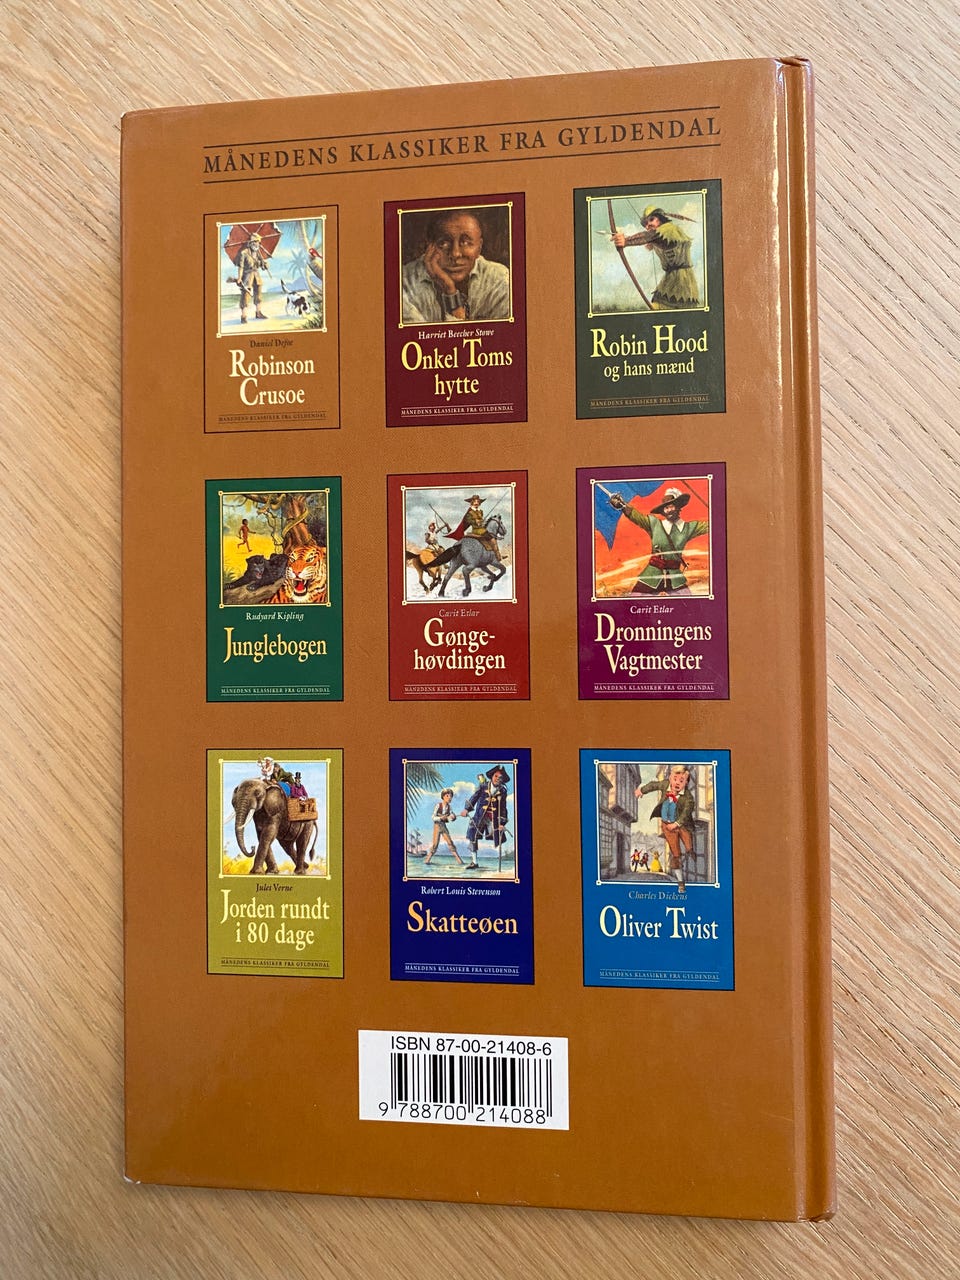 MÅNEDENS KLASSIKER FRA GYLDENDAL
Daniel Defoe
Robinson
Crusoe
MÅNEDENS KLASSIKER FRA GYLDENDAL
Harriet Beecher Stowe
Onkel Toms
hytte
MÅNEDENS KLASSIKER FRA GYLDENDAL
Robin Hood
og hans mænd
MÅNEDENS KLASSIKER FRA GYLDENDAL
Rudyard Kipling
Junglebogen
MÅNEDENS KLASSIKER FRA GYLDENDAL
Carit Etlar
Gønge-
høvdingen
MÅNEDENS KLASSIKER FRA GYLDENDAL
Carit Etlar
Dronningens
Vagtmester
MÅNEDENS KLASSIKER FRA GYLDENDAL
Jules Verne
Jorden rundt
i 80 dage
MÅNEDENS KLASSIKER FRA GYLDENDAL
Robert Louis Stevenson
Skatteøen
MÅNEDENS KLASSIKER FRA GYLDENDAL
Charles Dickens
Oliver Twist
MÅNEDENS KLASSIKER FRA GYLDENDAL
ISBN 87-00-21408-6
9 788700 214088